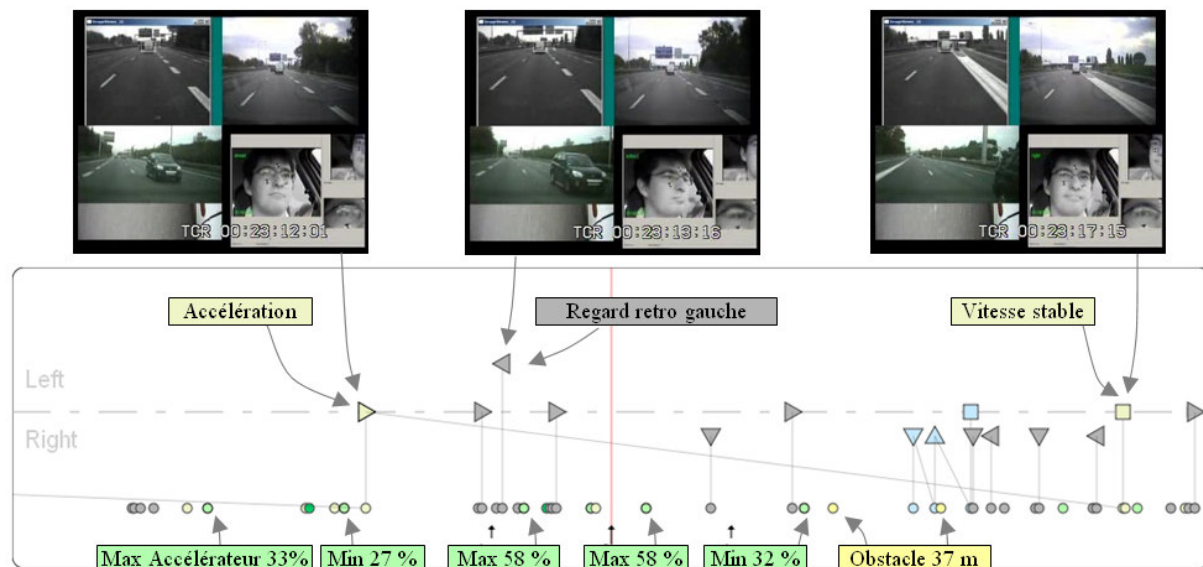 TCR 00:23:12:01
TCR 00:23:13:16
TCR 00:23:17:15
Accélération
Regard retro gauche
Vitesse stable
Left
Right
Max Accélérateur 33%
Min 27 %
Max 58 %
Max 58 %
Min 32 %
Obstacle 37 m